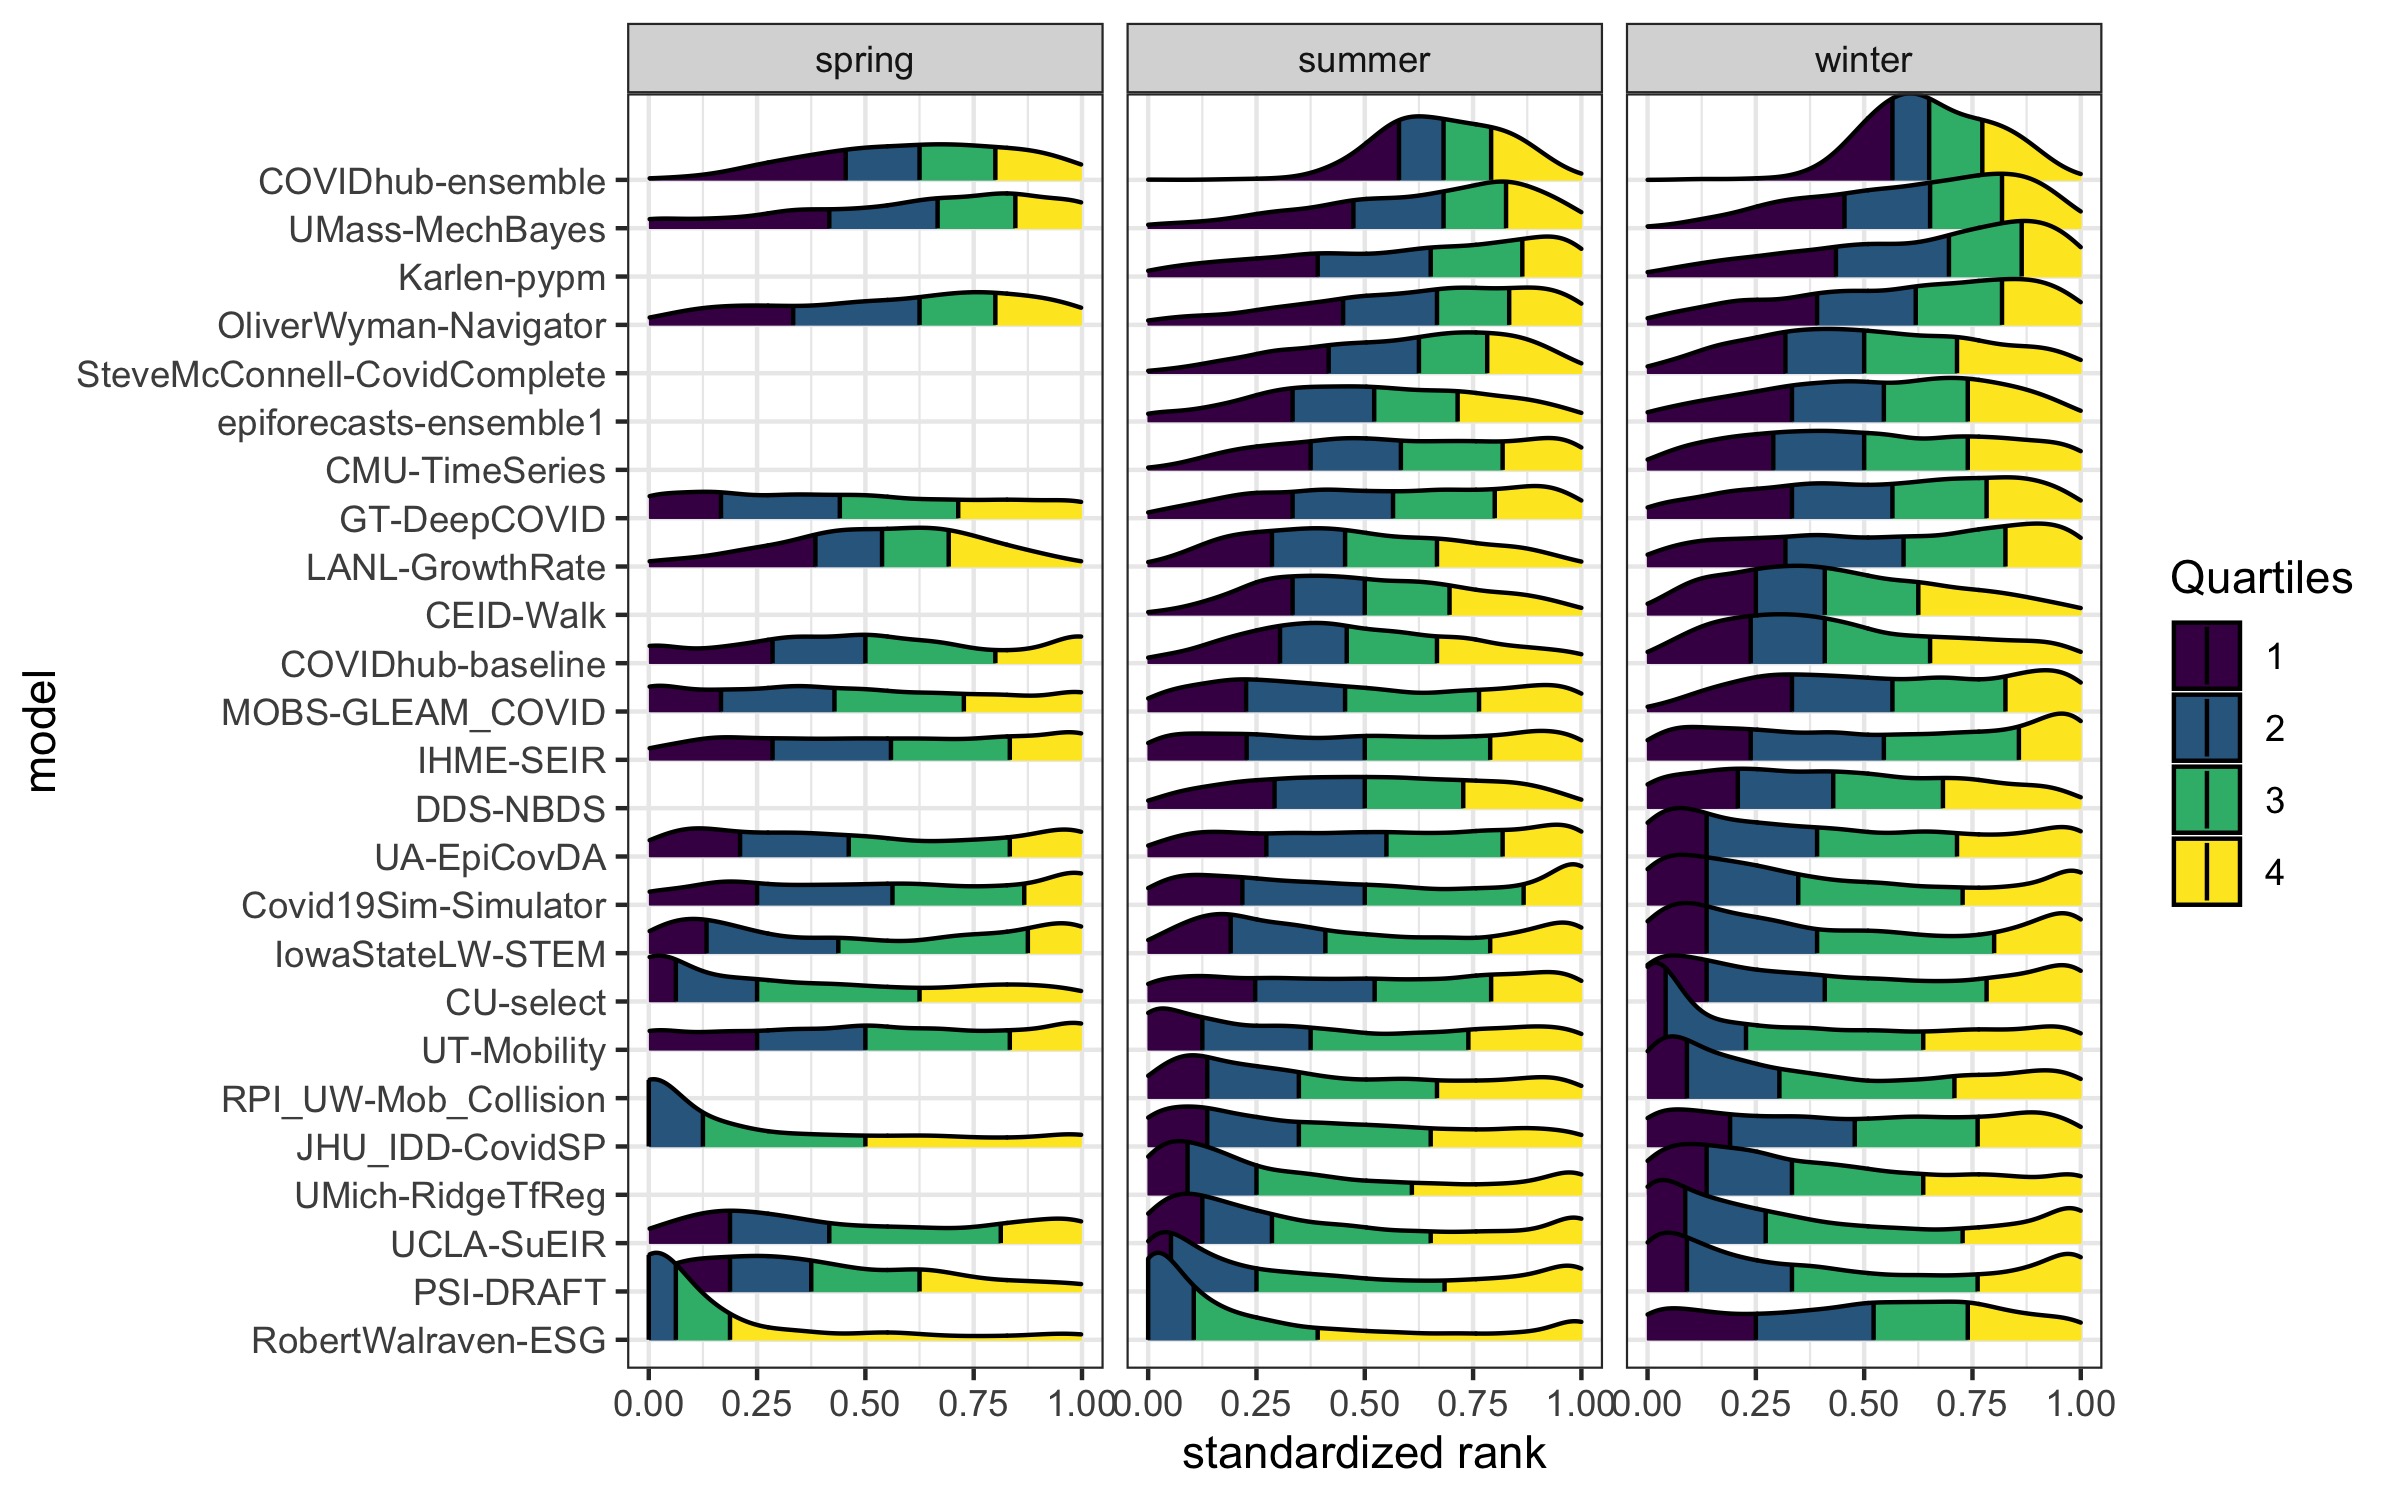 spring
summer
winter
COVIDhub-ensemble
UMass-MechBayes
Karlen-pypm
OliverWyman-Navigator
SteveMcConnell-CovidComplete
epiforecasts-ensemble1
CMU-TimeSeries
GT-DeepCOVID
LANL-GrowthRate
CEID-Walk
COVIDhub-baseline
MOBS-GLEAM_COVID
IHME-SEIR
DDS-NBDS
UA-EpiCovDA
Covid19Sim-Simulator
IowaStateLW-STEM
CU-select
UT-Mobility
RPI_UW-Mob_Collision
JHU_IDD-CovidSP
UMich-RidgeTfReg
UCLA-SuEIR
PSI-DRAFT
RobertWalraven-ESG
model
0.00 0.25 0.50 0.75 1.00 0.00 0.25 0.50 0.75 1.00 0.00 0.25 0.50 0.75 1.00
standardized rank
Quartiles
1
2
3
4